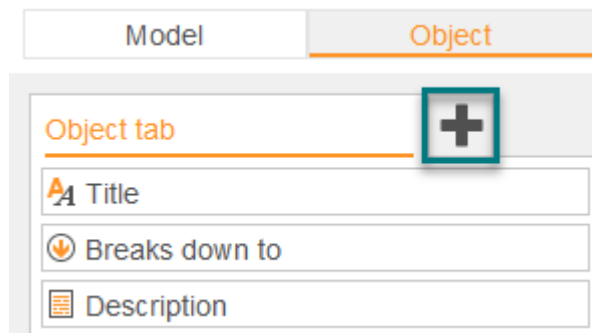 Model Object
Object tab
Title
Breaks down to
Description